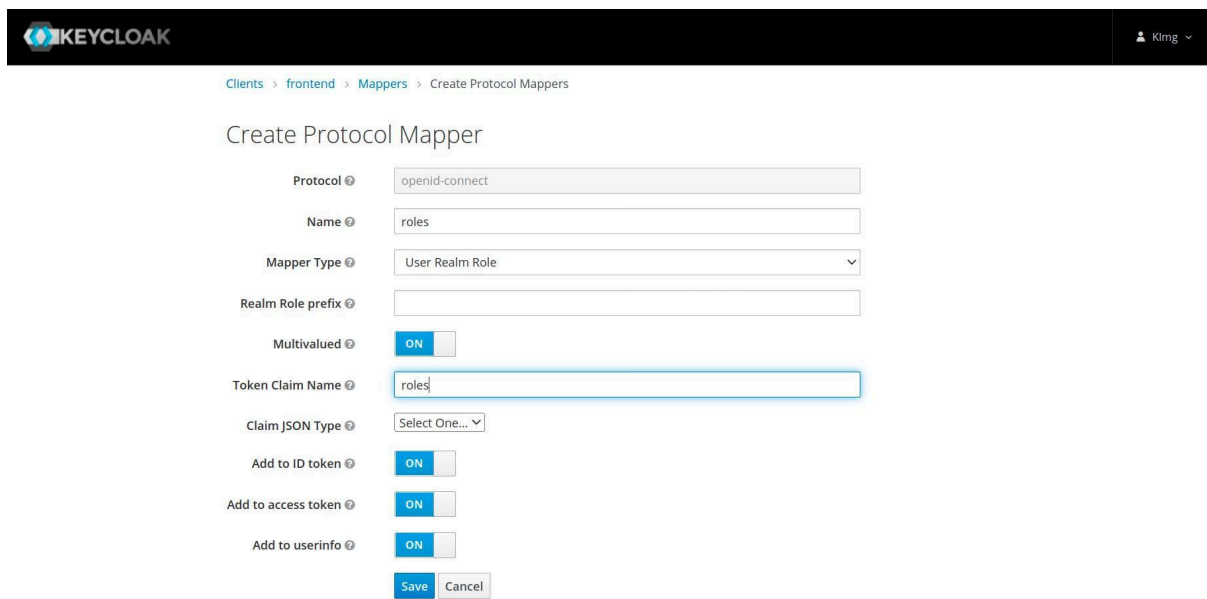 KEYCLOAK
KImg
Clients > frontend > Mappers > Create Protocol Mappers
Create Protocol Mapper
Protocol openid-connect
Name roles
Mapper Type User Realm Role
Realm Role prefix
Multivalued ON
Token Claim Name roles
Claim JSON Type Select One...
Add to ID token ON
Add to access token ON
Add to userinfo ON
Save Cancel